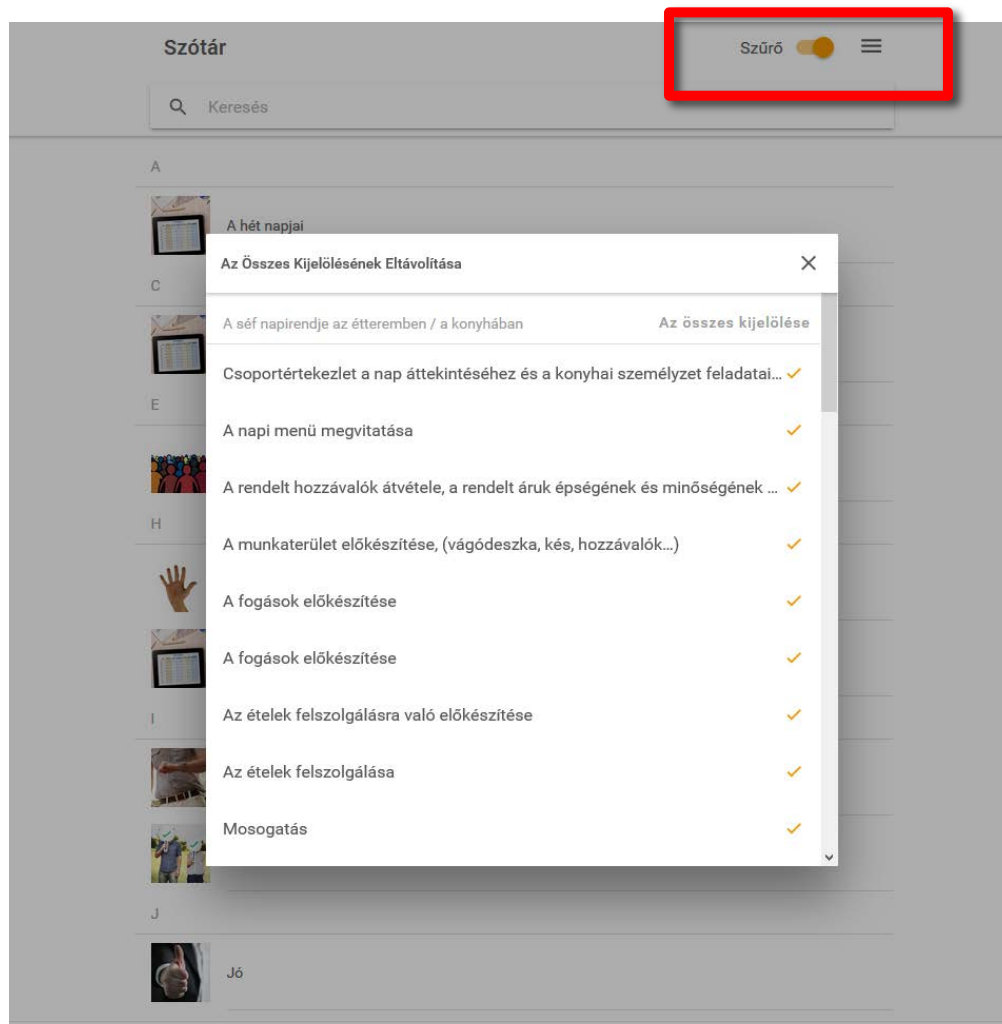 Szótár
Szűrő
Keresés
A
A hét napjai
Az Összes Kijelölésének Eltávolítása
C
A séf napirendje az étteremben / a konyhában Az összes kijelölése
Csoportértekezlet a nap áttekintéséhez és a konyhai személyzet feladatai...
E
A napi menü megvitatása
A rendelt hozzávalók átvétele, a rendelt áruk épségének és minőségének ...
H
A munkaterület előkészítése, (vágódeszka, kés, hozzávalók...)
A fogások előkészítése
A fogások előkészítése
I
Az ételek felszolgálásra való előkészítése
Az ételek felszolgálása
Mosogatás
J
Jó